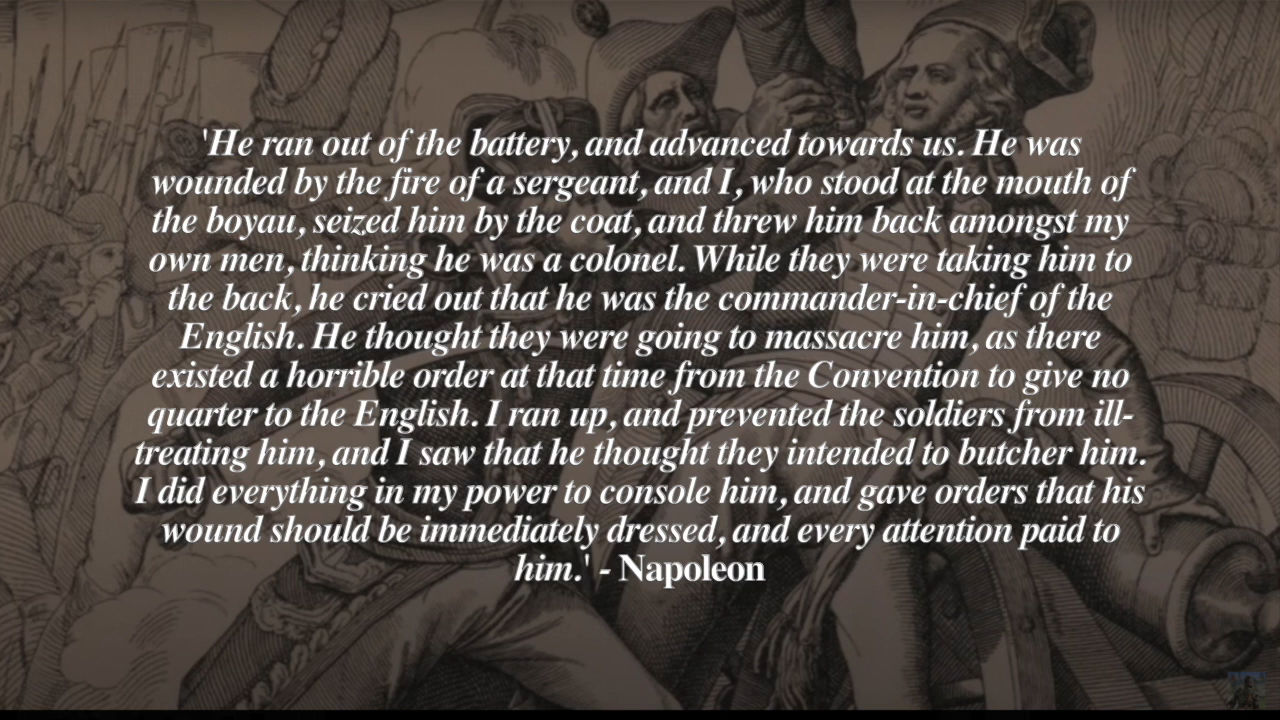 'He ran out of the battery, and advanced towards us. He was
wounded by the fire of a sergeant, and I, who stood at the mouth of
the boyau, seized him by the coat, and threw him back amongst my
own men, thinking he was a colonel. While they were taking him to
the back, he cried out that he was the commander-in-chief of the
English. He thought they were going to massacre him, as there
existed a horrible order at that time from the Convention to give no
quarter to the English. I ran up, and prevented the soldiers from ill-
treating him, and I saw that he thought they intended to butcher him.
I did everything in my power to console him, and gave orders that his
wound should be immediately dressed, and every attention paid to
him.' - Napoleon